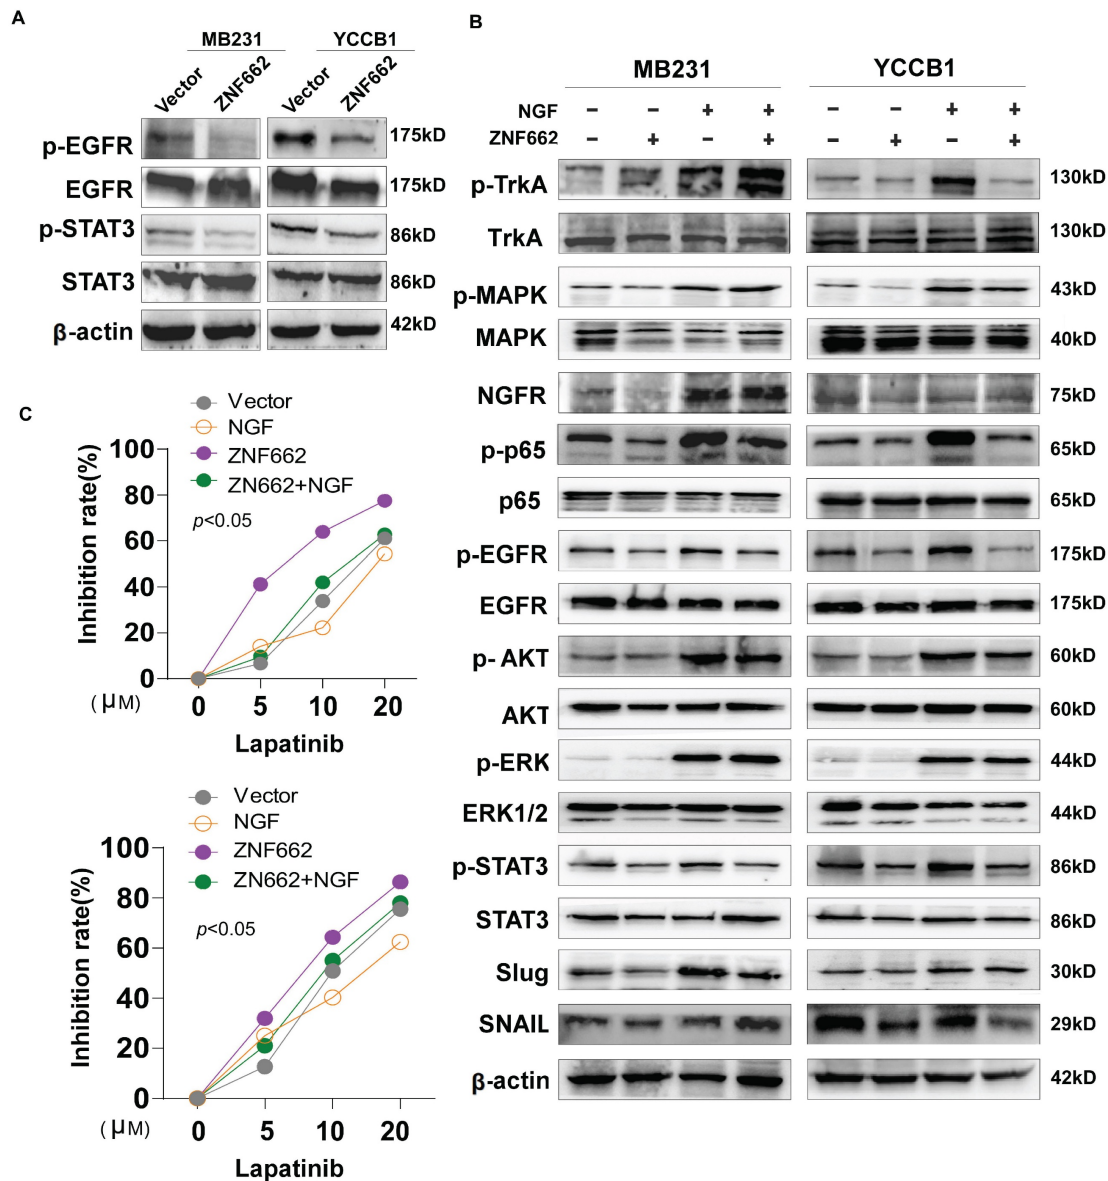 A
MB231 YCCB1
Vector ZNF662 Vector ZNF662
p-EGFR 175kD
EGFR 175kD
p-STAT3 86kD
STAT3 86kD
β-actin 42kD
B
MB231 YCCB1
NGF - - + + - - + +
ZNF662 - + - + - + - +
p-TrkA 130kD
TrkA 130kD
p-MAPK 43kD
MAPK 40kD
NGFR 75kD
p-p65 65kD
p65 65kD
p-EGFR 175kD
EGFR 175kD
p- AKT 60kD
AKT 60kD
p-ERK 44kD
ERK1/2 44kD
p-STAT3 86kD
STAT3 86kD
Slug 30kD
SNAIL 29kD
β-actin 42kD
C
Vector
NGF
ZNF662
ZN662+NGF
p<0.05
Inhibition rate(%)
100
80
60
40
20
0
(μM) 0 5 10 20
Lapatinib
Vector
NGF
ZNF662
ZN662+NGF
p<0.05
Inhibition rate(%)
100
80
60
40
20
0
(μM) 0 5 10 20
Lapatinib